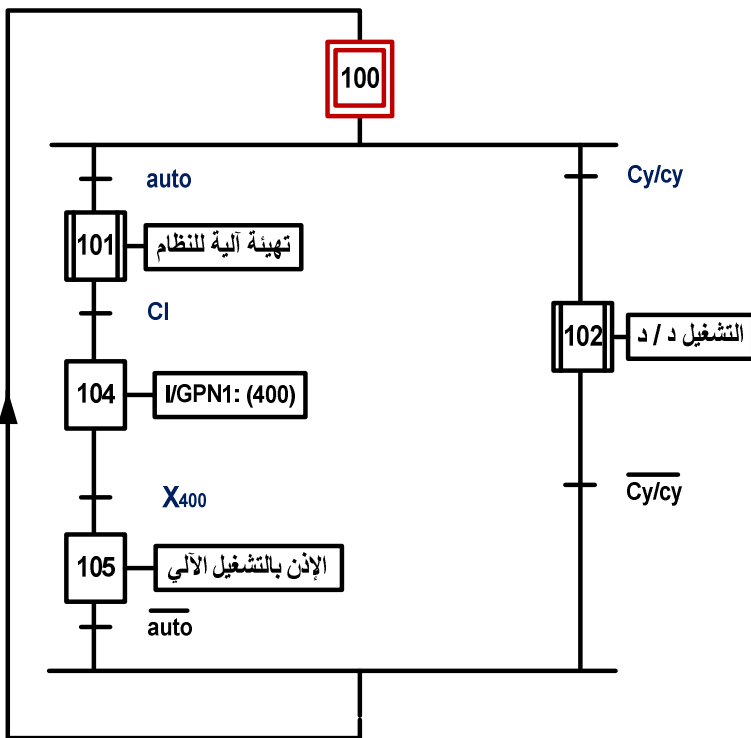 100
auto
Cy/cy
101
تهيئة آلية للنظام
CI
102
التشغيل د / د
104
I/GPN1: (400)
X400
Cy/cy
105
الإذن بالتشغيل الآلي
auto